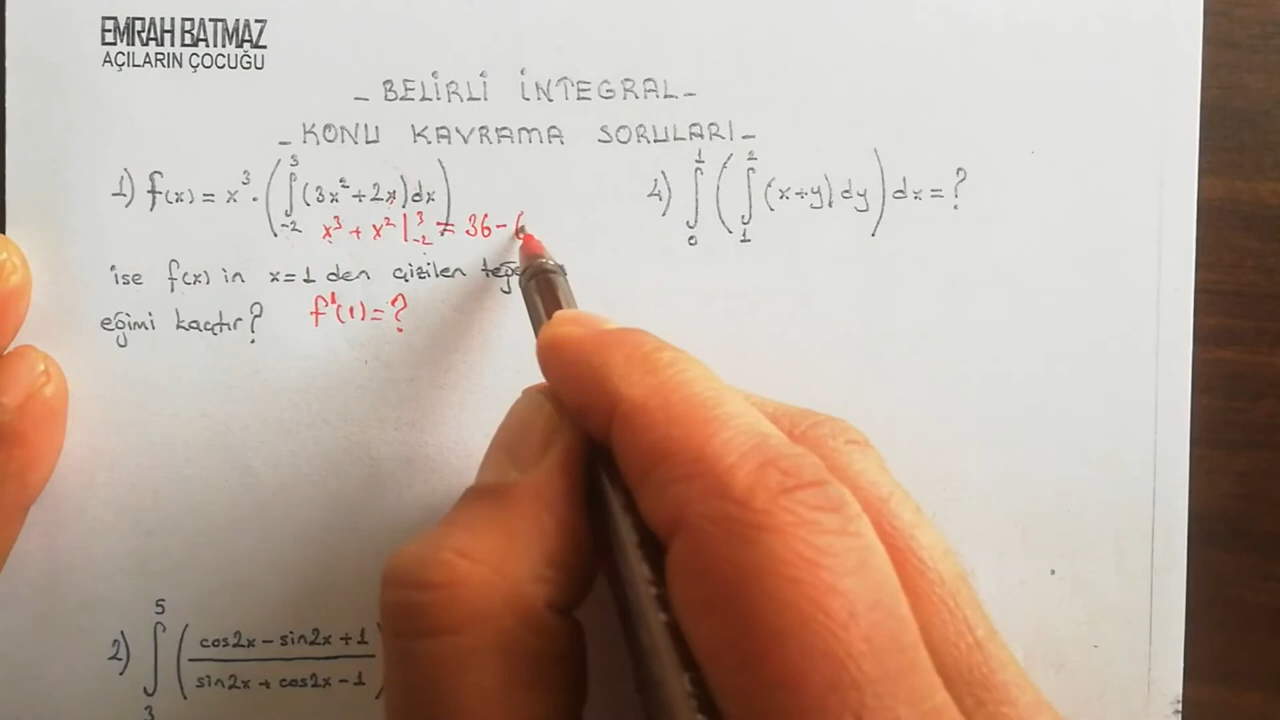 EMRAH BATMAZ
AÇILARIN ÇOCUĞU
- BELİRLİ İNTEGRAL -
- KONU KAVRAMA SORULARI -
1) f(x) = x³ · ( ∫₋₂³ (3x² + 2x) dx )
x³ + x² |₋₂³ = 36 -
ise f(x) in x=1 den çizilen
eğimi kaçtır? f'(1) = ?
4) ∫₀¹ ( ∫₁² (x+y) dy ) dx = ?
2) ∫₃⁵ ( cos2x - sin2x + 1 / sin2x + cos2x - 1 )